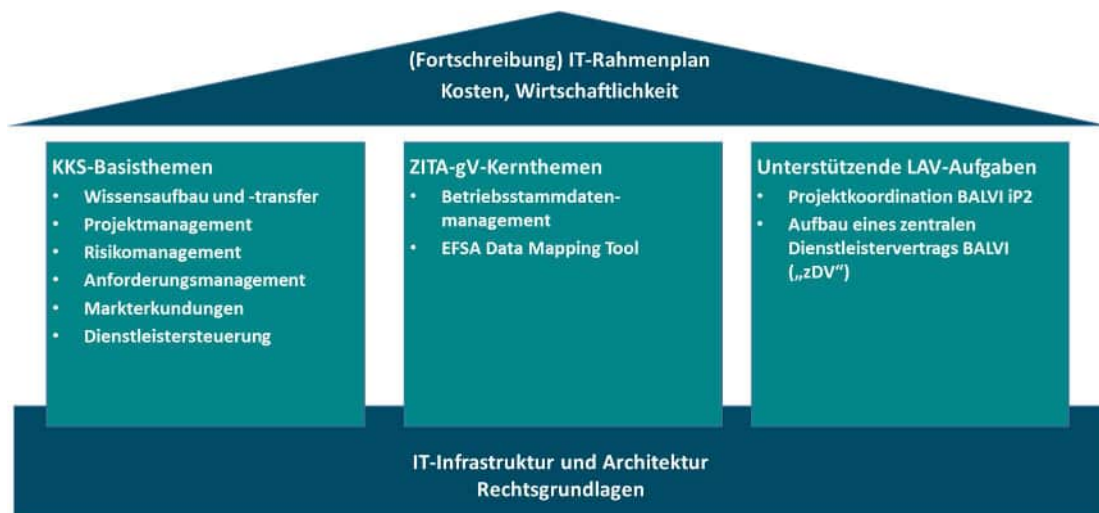 (Fortschreibung) IT-Rahmenplan
Kosten, Wirtschaftlichkeit
KKS-Basisthemen
• Wissensaufbau und -transfer
• Projektmanagement
• Risikomanagement
• Anforderungsmanagement
• Markterkundungen
• Dienstleistersteuerung
ZITA-gV-Kernthemen
• Betriebsstammdaten-
management
• EFSA Data Mapping Tool
Unterstützende LAV-Aufgaben
• Projektkoordination BALVI iP2
• Aufbau eines zentralen
Dienstleistervertrags BALVI
(„zDV“)
IT-Infrastruktur und Architektur
Rechtsgrundlagen